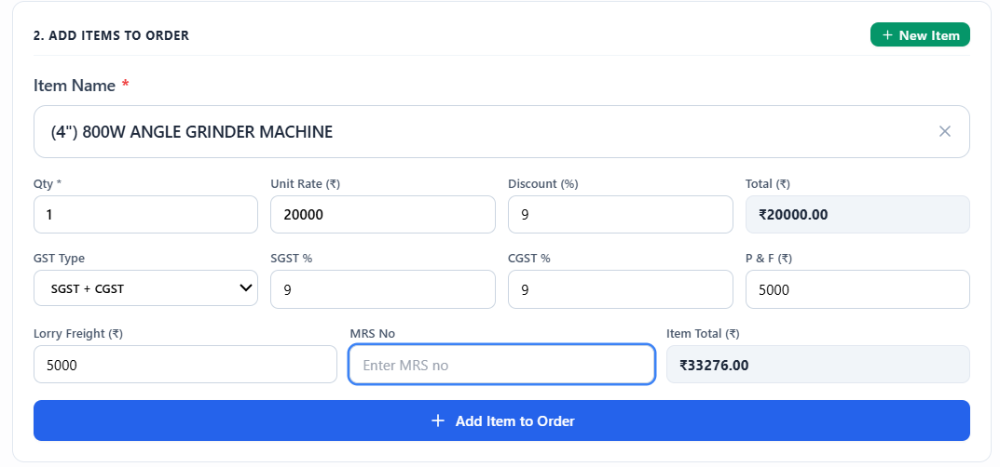 2. ADD ITEMS TO ORDER
+ New Item
Item Name *
(4") 800W ANGLE GRINDER MACHINE
Qty * Unit Rate (₹) Discount (%) Total (₹)
1 20000 9 ₹20000.00
GST Type SGST % CGST % P & F (₹)
SGST + CGST 9 9 5000
Lorry Freight (₹) MRS No Item Total (₹)
5000 Enter MRS no ₹33276.00
+ Add Item to Order